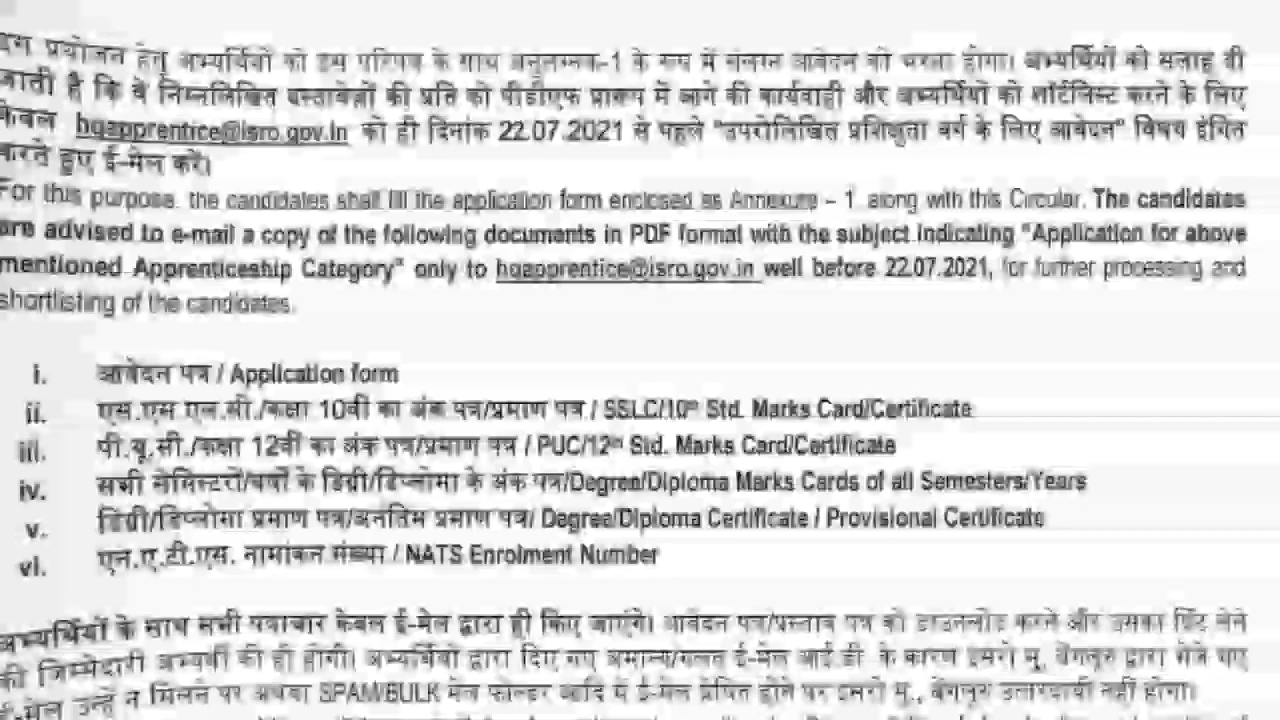 इस प्रयोजन हेतु अभ्यर्थियों को इस परिपत्र के साथ अनुलग्नक-1 के रूप में संलग्न आवेदन को भरना होगा। अभ्यर्थियों को सलाह दी
जाती है कि वे निम्नलिखित दस्तावेज़ों की प्रति को पीडीएफ प्रारूप में आगे की कार्यवाही और अभ्यर्थियों को शॉर्टलिस्ट करने के लिए
केवल hqapprentice@isro.gov.in को ही दिनांक 22.07.2021 से पहले "उपरोलिखित प्रशिक्षुता वर्ग के लिए आवेदन" विषय इंगित
करते हुए ई-मेल करें।
For this purpose, the candidates shall fill the application form enclosed as Annexure – 1 along with this Circular. The candidates
are advised to e-mail a copy of the following documents in PDF format with the subject indicating "Application for above
mentioned Apprenticeship Category" only to hqapprentice@isro.gov.in well before 22.07.2021, for further processing and
shortlisting of the candidates.
i. आवेदन पत्र / Application form
ii. एस.एस.एल.सी./कक्षा 10वीं का अंक पत्र/प्रमाण पत्र / SSLC/10th Std. Marks Card/Certificate
iii. पी.यू.सी./कक्षा 12वीं का अंक पत्र/प्रमाण पत्र / PUC/12th Std. Marks Card/Certificate
iv. सभी सेमिस्टरों/वर्षों के डिग्री/डिप्लोमा के अंक पत्र/Degree/Diploma Marks Cards of all Semesters/Years
v. डिग्री/डिप्लोमा प्रमाण पत्र/अनंतिम प्रमाण पत्र/ Degree/Diploma Certificate / Provisional Certificate
vi. एन.ए.टी.एस. नामांकन संख्या / NATS Enrolment Number
अभ्यर्थियों के साथ सभी पत्राचार केवल ई-मेल द्वारा ही किए जाएंगे। आवेदन पत्र/प्रस्ताव पत्र को डाउनलोड करने और उसका प्रिंट लेने
की जिम्मेदारी अभ्यर्थी की ही होगी। अभ्यर्थियों द्वारा दिए गए अमान्य/गलत ई-मेल आई.डी. के कारण इसरो मु., बेंगलूरु द्वारा भेजे गए
ई-मेल उन्हें न मिलने पर अथवा SPAM/BULK मेल फोल्डर आदि में ई-मेल प्रेषित होने पर इसरो मु., बेंगलूरु उत्तरदायी नहीं होगा।